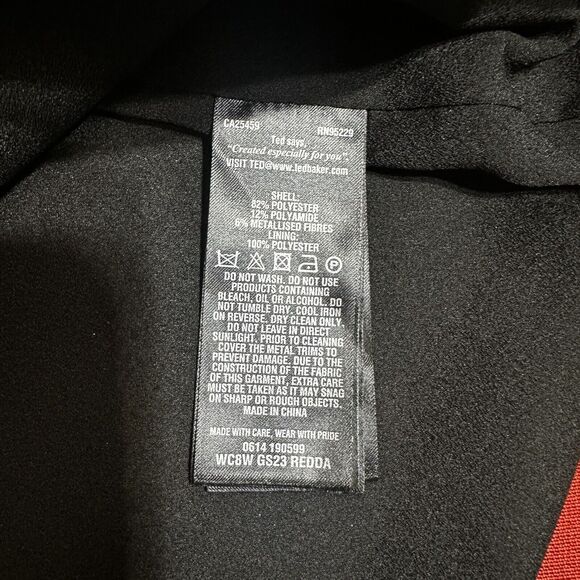 CA25459 RN95229
Ted says,
"Created especially for you".
VISIT TED@www.tedbaker.com
SHELL:
82% POLYESTER
12% POLYAMIDE
6% METALLISED FIBRES
LINING:
100% POLYESTER
P
DO NOT WASH. DO NOT USE
PRODUCTS CONTAINING
BLEACH, OIL OR ALCOHOL. DO
NOT TUMBLE DRY. COOL IRON
ON REVERSE. DRY CLEAN ONLY.
DO NOT LEAVE IN DIRECT
SUNLIGHT. PRIOR TO CLEANING
COVER THE METAL TRIMS TO
PREVENT DAMAGE. DUE TO THE
CONSTRUCTION OF THE FABRIC
OF THIS GARMENT, EXTRA CARE
MUST BE TAKEN AS IT MAY SNAG
ON SHARP OR ROUGH OBJECTS.
MADE IN CHINA
MADE WITH CARE, WEAR WITH PRIDE
0614 190599
WC8W GS23 REDDA